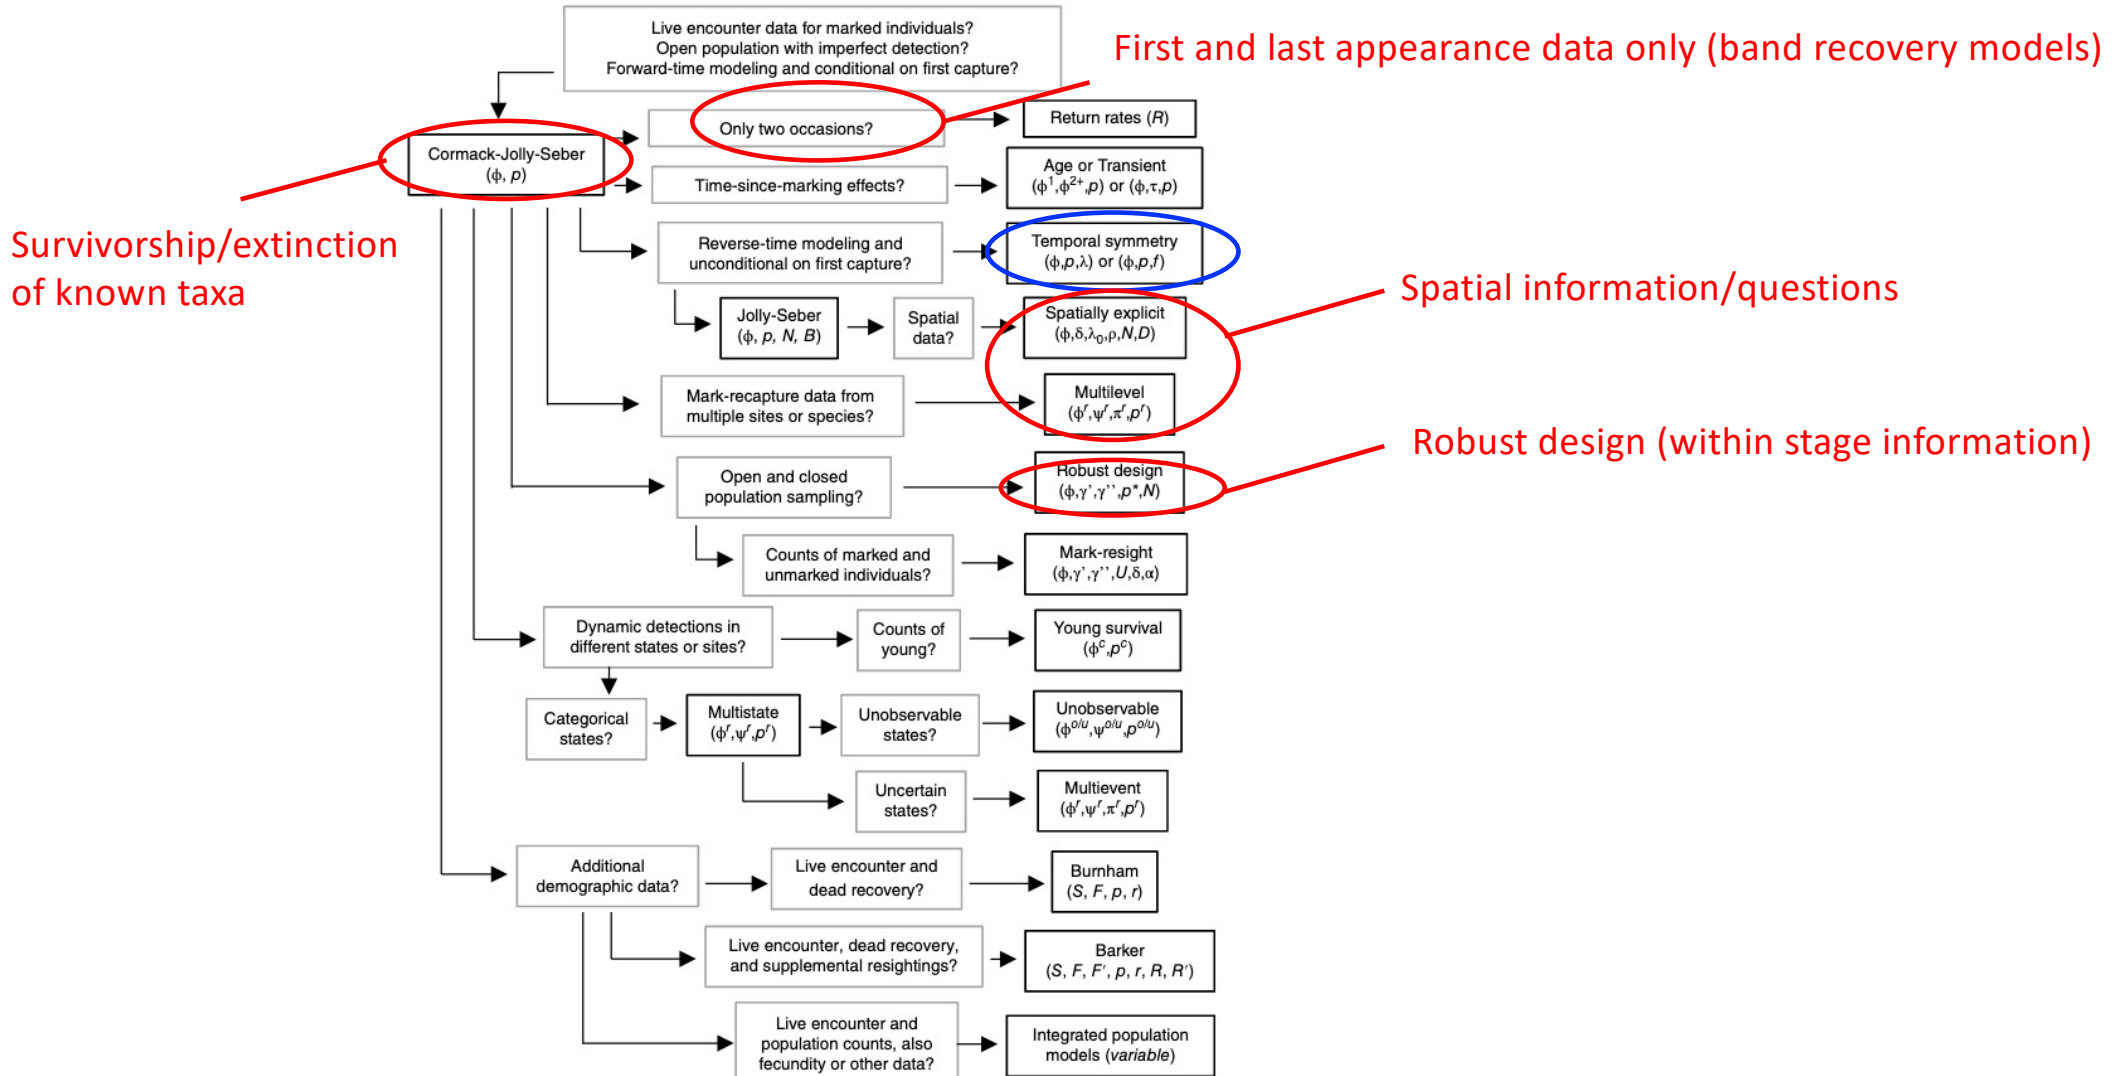 Live encounter data for marked individuals?
Open population with imperfect detection?
Forward-time modeling and conditional on first capture?
First and last appearance data only (band recovery models)
Only two occasions?
Return rates (R)
Cormack-Jolly-Seber
(ϕ, p)
Time-since-marking effects?
Age or Transient
(ϕ¹,ϕ²⁺,p) or (ϕ,τ,p)
Survivorship/extinction
of known taxa
Reverse-time modeling and
unconditional on first capture?
Temporal symmetry
(ϕ,p,λ) or (ϕ,p,f)
Spatial information/questions
Jolly-Seber
(ϕ, p, N, B)
Spatial
data?
Spatially explicit
(ϕ,δ,λ₀,ρ,N,D)
Mark-recapture data from
multiple sites or species?
Multilevel
(ϕʳ,ψʳ,πʳ,pʳ)
Robust design (within stage information)
Open and closed
population sampling?
Robust design
(ϕ,γ’,γ’’,p*,N)
Counts of marked and
unmarked individuals?
Mark-resight
(ϕ,γ’,γ’’,U,δ,α)
Dynamic detections in
different states or sites?
Counts of
young?
Young survival
(ϕᶜ,pᶜ)
Categorical
states?
Multistate
(ϕʳ,ψʳ,pʳ)
Unobservable
states?
Unobservable
(ϕᵒ/ᵘ,ψᵒ/ᵘ,pᵒ/ᵘ)
Uncertain
states?
Multievent
(ϕʳ,ψʳ,πʳ,pʳ)
Additional
demographic data?
Live encounter and
dead recovery?
Burnham
(S, F, p, r)
Live encounter, dead recovery,
and supplemental resightings?
Barker
(S, F, F′, p, r, R, R′)
Live encounter and
population counts, also
fecundity or other data?
Integrated population
models (variable)